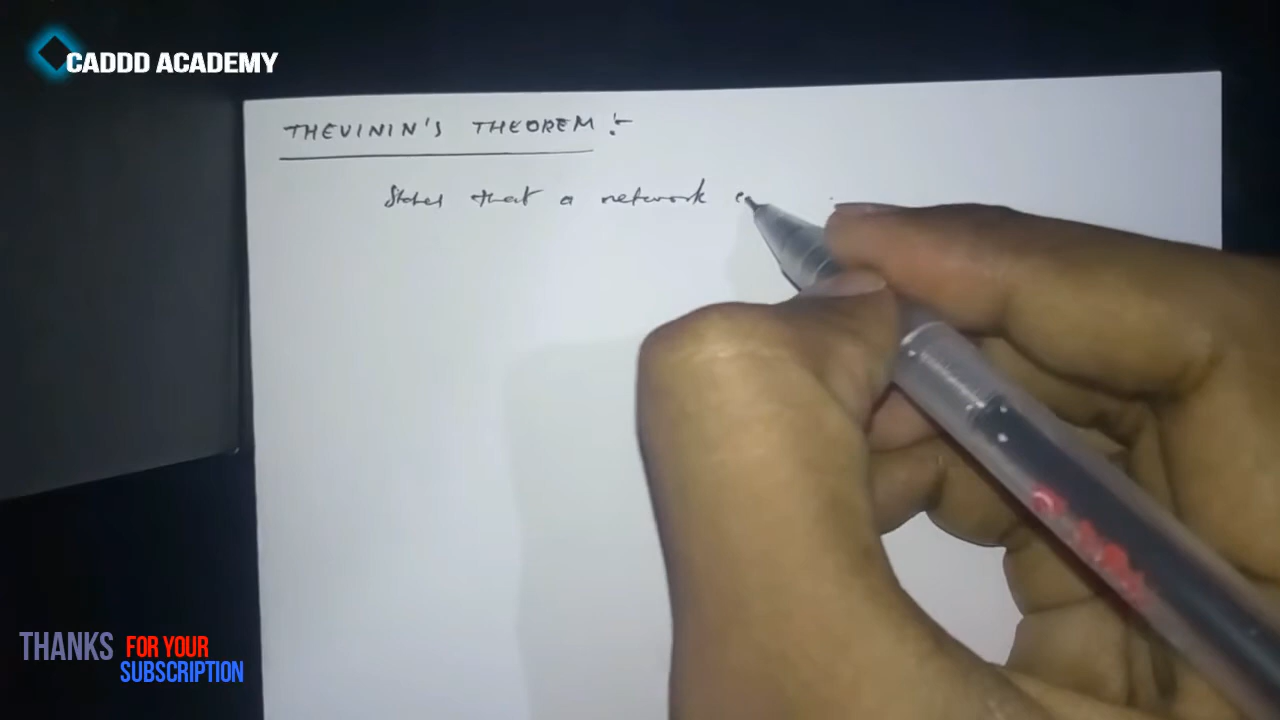 CADDD ACADEMY
THEVININ'S THEOREM :-
States that a network
THANKS FOR YOUR
SUBSCRIPTION